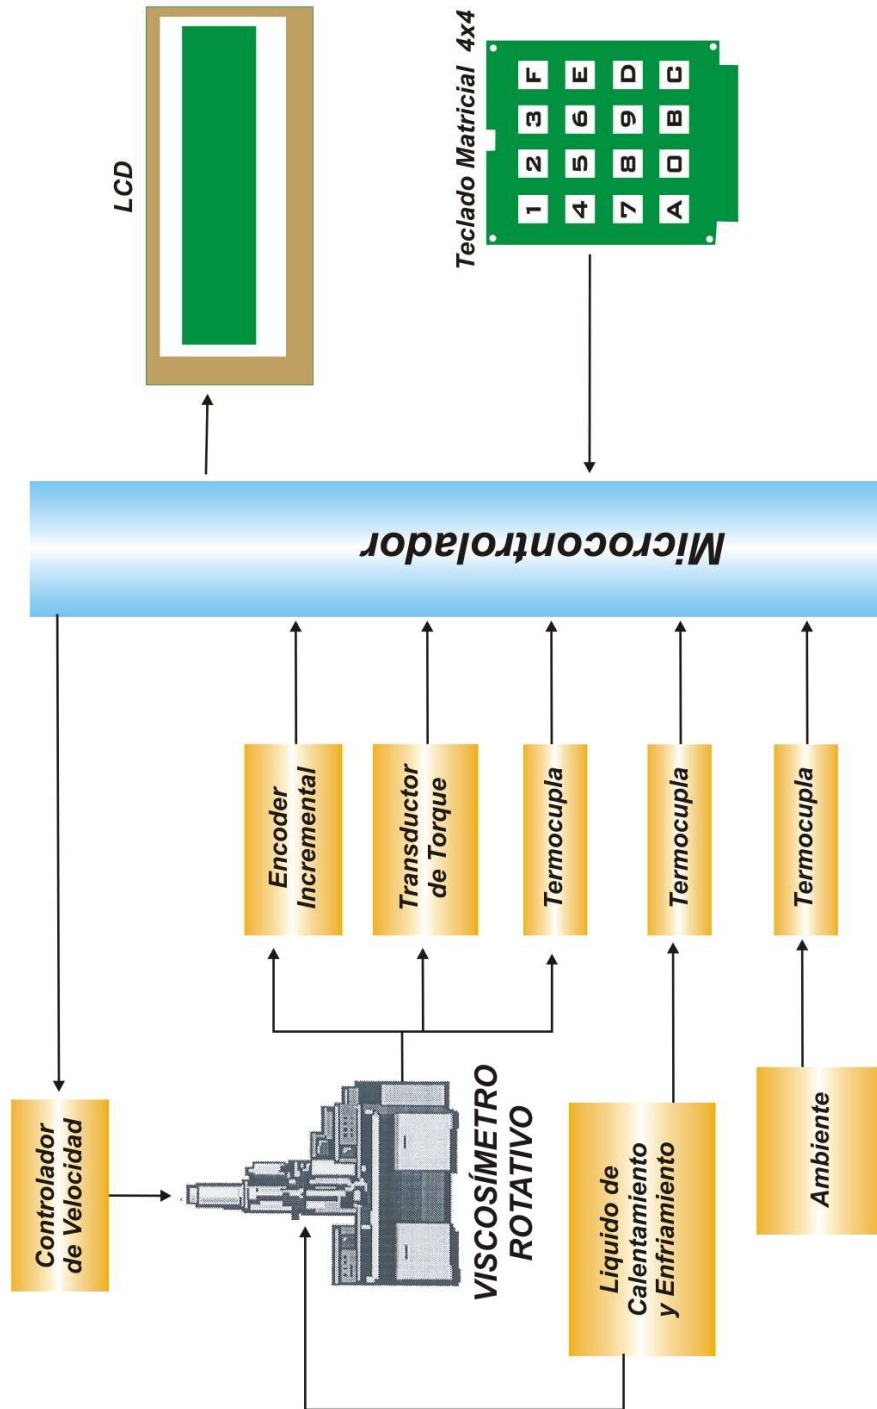 Controlador
de Velocidad
VISCOSÍMETRO
ROTATIVO
Liquido de
Calentamiento
y Enfriamiento
Ambiente
Encoder
Incremental
Transductor
de Torque
Termocupla
Termocupla
Termocupla
Microcontrolador
LCD
Teclado Matricial 4x4
1 2 3 F
4 5 6 E
7 8 9 D
A 0 B C